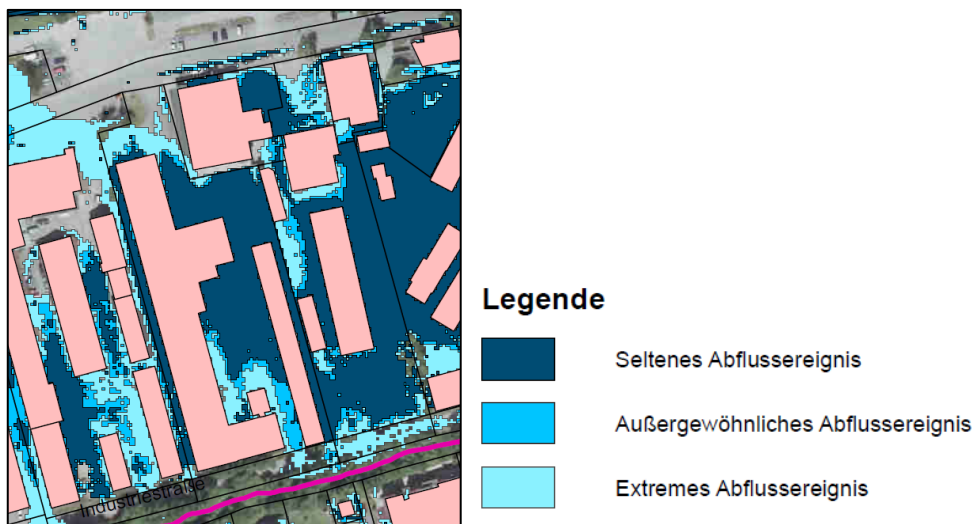 Industriestraße
Legende
Seltenes Abflussereignis
Außergewöhnliches Abflussereignis
Extremes Abflussereignis